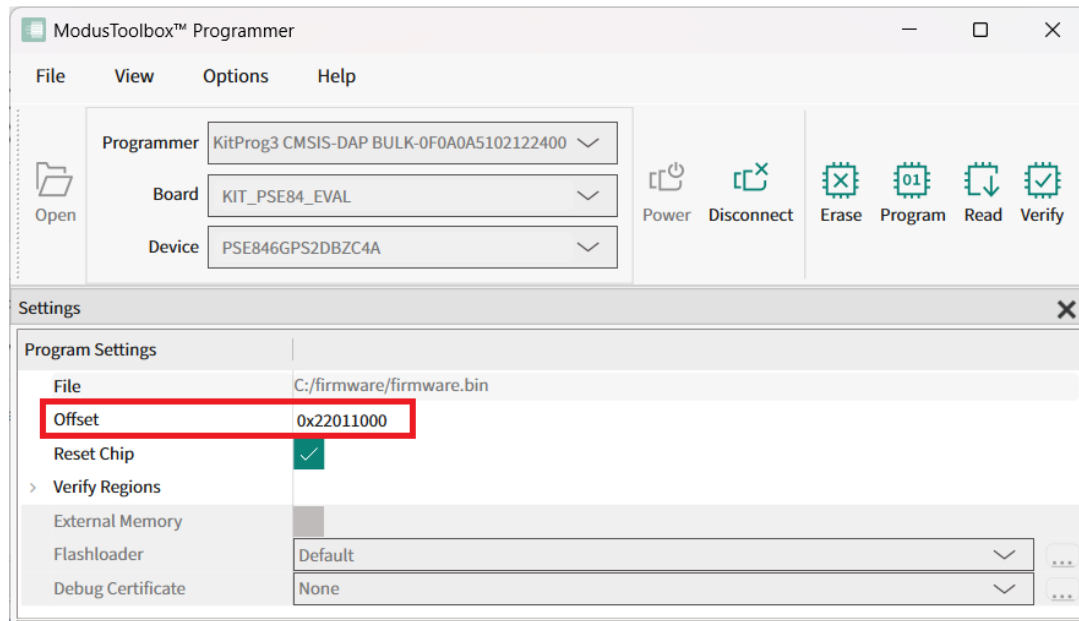 ModusToolbox™ Programmer
File View Options Help
Open
Programmer KitProg3 CMSIS-DAP BULK-0F0A0A5102122400
Board KIT_PSE84_EVAL
Device PSE846GPS2DBZC4A
Power Disconnect Erase Program Read Verify
01
Settings
Program Settings
File C:/firmware/firmware.bin
Offset 0x22011000
Reset Chip
Verify Regions
External Memory
Flashloader Default ...
Debug Certificate None ...